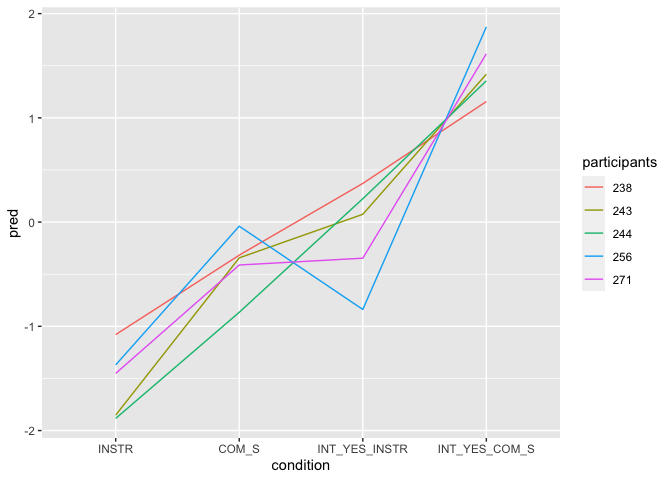 2
1
0
-1
-2
pred
INSTR COM_S INT_YES_INSTR INT_YES_COM_S
condition
participants
238
243
244
256
271